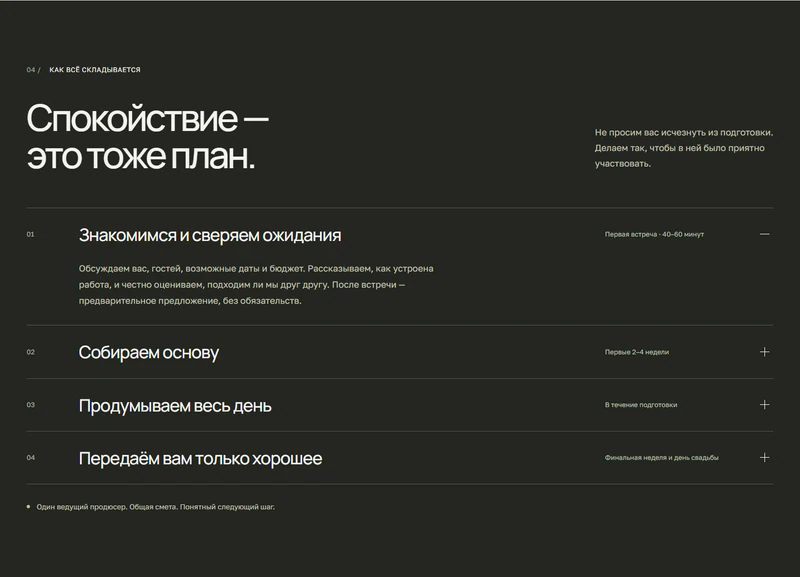 04 / КАК ВСЁ СКЛАДЫВАЕТСЯ
Спокойствие —
это тоже план.
Не просим вас исчезнуть из подготовки.
Делаем так, чтобы в ней было приятно
участвовать.
01 Знакомимся и сверяем ожидания Первая встреча · 40–60 минут —
Обсуждаем вас, гостей, возможные даты и бюджет. Рассказываем, как устроена
работа, и честно оцениваем, подходим ли мы друг другу. После встречи —
предварительное предложение, без обязательств.
02 Собираем основу Первые 2–4 недели +
03 Продумываем весь день В течение подготовки +
04 Передаём вам только хорошее Финальная неделя и день свадьбы +
• Один ведущий продюсер. Общая смета. Понятный следующий шаг.